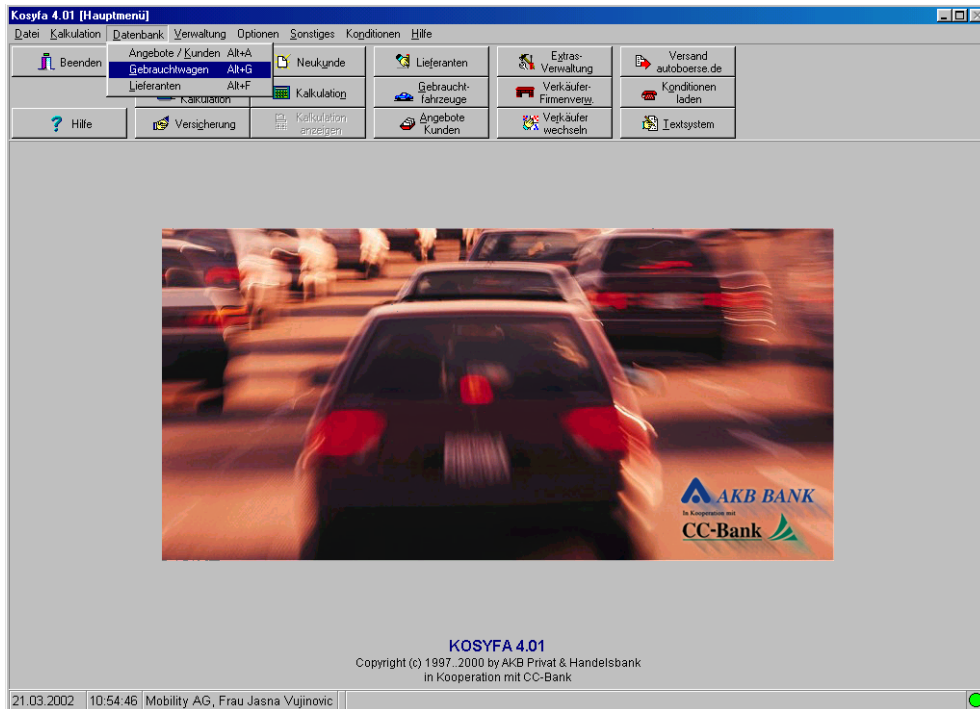 Kosyfa 4.01 [Hauptmenü]
Datei Kalkulation Datenbank Verwaltung Optionen Sonstiges Konditionen Hilfe
Angebote / Kunden Alt+A
Gebrauchtwagen Alt+G
Lieferanten Alt+F
Beenden
Neukunde
Lieferanten
Extras-
Verwaltung
Versand
autoboerse.de
Kalkulation
Kalkulation
Gebraucht-
fahrzeuge
Verkäufer-
Firmenverw.
Konditionen
laden
Hilfe
Versicherung
Kalkulation
anzeigen
Angebote
Kunden
Verkäufer
wechseln
Textsystem
AKB BANK
In Kooperation mit
CC-Bank
KOSYFA 4.01
Copyright (c) 1997..2000 by AKB Privat & Handelsbank
in Kooperation mit CC-Bank
21.03.2002 10:54:46 Mobility AG, Frau Jasna Vujinovic